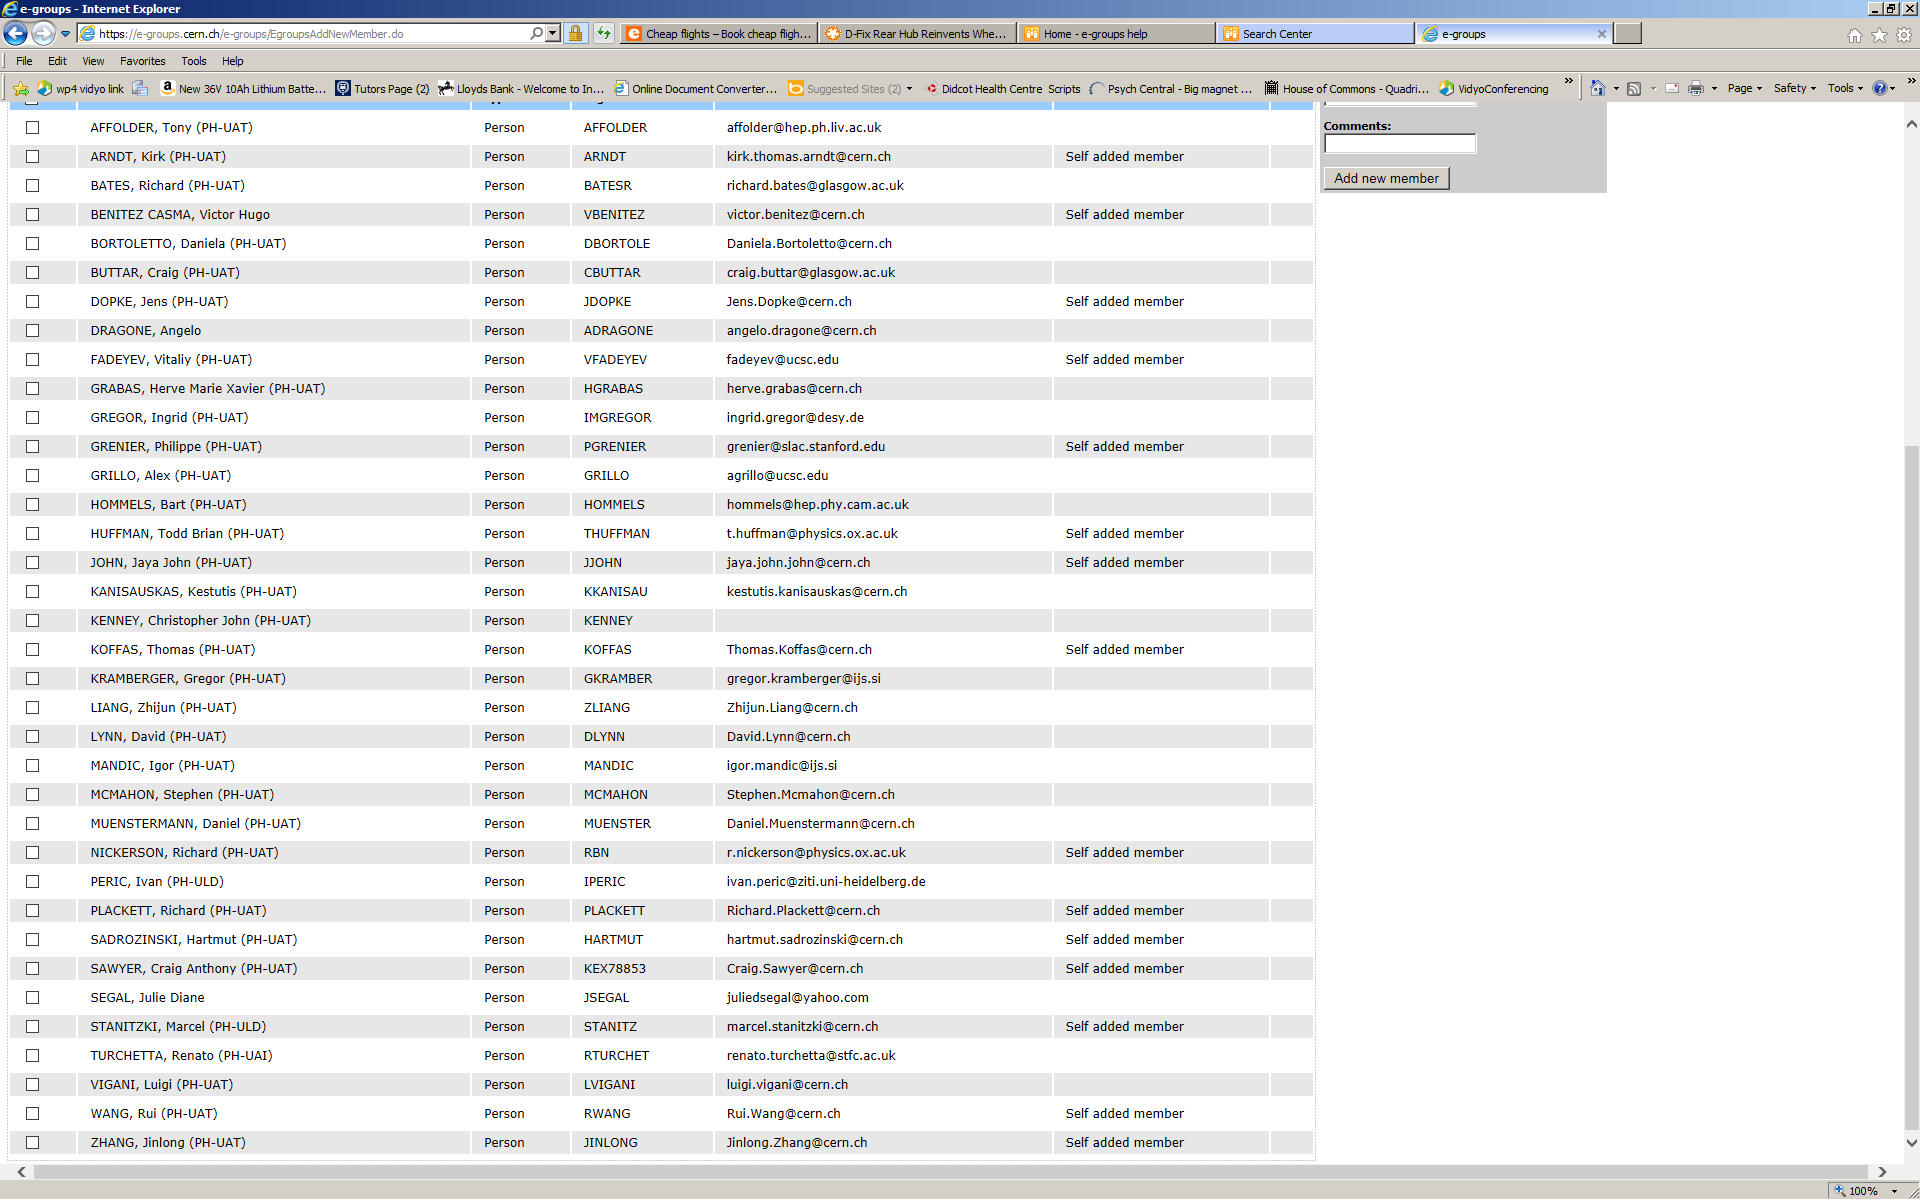 e-groups - Internet Explorer
https://e-groups.cern.ch/e-groups/EgroupsAddNewMember.do
Cheap flights – Book cheap fligh...
D-Fix Rear Hub Reinvents Whe...
Home - e-groups help
Search Center
e-groups
File Edit View Favorites Tools Help
wp4 vidyo link
New 36V 10Ah Lithium Batte...
Tutors Page (2)
Lloyds Bank - Welcome to In...
Online Document Converter...
Suggested Sites (2)
Didcot Health Centre Scripts
Psych Central - Big magnet ...
House of Commons - Quadri...
VidyoConferencing
Page Safety Tools
AFFOLDER, Tony (PH-UAT) Person AFFOLDER affolder@hep.ph.liv.ac.uk
ARNDT, Kirk (PH-UAT) Person ARNDT kirk.thomas.arndt@cern.ch Self added member
BATES, Richard (PH-UAT) Person BATESR richard.bates@glasgow.ac.uk
BENITEZ CASMA, Victor Hugo Person VBENITEZ victor.benitez@cern.ch Self added member
BORTOLETTO, Daniela (PH-UAT) Person DBORTOLE Daniela.Bortoletto@cern.ch
BUTTAR, Craig (PH-UAT) Person CBUTTAR craig.buttar@glasgow.ac.uk
DOPKE, Jens (PH-UAT) Person JDOPKE Jens.Dopke@cern.ch Self added member
DRAGONE, Angelo Person ADRAGONE angelo.dragone@cern.ch
FADEYEV, Vitaliy (PH-UAT) Person VFADEYEV fadeyev@ucsc.edu Self added member
GRABAS, Herve Marie Xavier (PH-UAT) Person HGRABAS herve.grabas@cern.ch
GREGOR, Ingrid (PH-UAT) Person IMGREGOR ingrid.gregor@desy.de
GRENIER, Philippe (PH-UAT) Person PGRENIER grenier@slac.stanford.edu Self added member
GRILLO, Alex (PH-UAT) Person GRILLO agrillo@ucsc.edu
HOMMELS, Bart (PH-UAT) Person HOMMELS hommels@hep.phy.cam.ac.uk
HUFFMAN, Todd Brian (PH-UAT) Person THUFFMAN t.huffman@physics.ox.ac.uk Self added member
JOHN, Jaya John (PH-UAT) Person JJOHN jaya.john.john@cern.ch Self added member
KANISAUSKAS, Kestutis (PH-UAT) Person KKANISAU kestutis.kanisauskas@cern.ch
KENNEY, Christopher John (PH-UAT) Person KENNEY
KOFFAS, Thomas (PH-UAT) Person KOFFAS Thomas.Koffas@cern.ch Self added member
KRAMBERGER, Gregor (PH-UAT) Person GKRAMBER gregor.kramberger@ijs.si
LIANG, Zhijun (PH-UAT) Person ZLIANG Zhijun.Liang@cern.ch
LYNN, David (PH-UAT) Person DLYNN David.Lynn@cern.ch
MANDIC, Igor (PH-UAT) Person MANDIC igor.mandic@ijs.si
MCMAHON, Stephen (PH-UAT) Person MCMAHON Stephen.Mcmahon@cern.ch
MUENSTERMANN, Daniel (PH-UAT) Person MUENSTER Daniel.Muenstermann@cern.ch
NICKERSON, Richard (PH-UAT) Person RBN r.nickerson@physics.ox.ac.uk Self added member
PERIC, Ivan (PH-ULD) Person IPERIC ivan.peric@ziti.uni-heidelberg.de
PLACKETT, Richard (PH-UAT) Person PLACKETT Richard.Plackett@cern.ch Self added member
SADROZINSKI, Hartmut (PH-UAT) Person HARTMUT hartmut.sadrozinski@cern.ch Self added member
SAWYER, Craig Anthony (PH-UAT) Person KEX78853 Craig.Sawyer@cern.ch Self added member
SEGAL, Julie Diane Person JSEGAL juliedsegal@yahoo.com
STANITZKI, Marcel (PH-ULD) Person STANITZ marcel.stanitzki@cern.ch Self added member
TURCHETTA, Renato (PH-UAI) Person RTURCHET renato.turchetta@stfc.ac.uk
VIGANI, Luigi (PH-UAT) Person LVIGANI luigi.vigani@cern.ch
WANG, Rui (PH-UAT) Person RWANG Rui.Wang@cern.ch Self added member
ZHANG, Jinlong (PH-UAT) Person JINLONG Jinlong.Zhang@cern.ch Self added member
Comments:
Add new member
100%